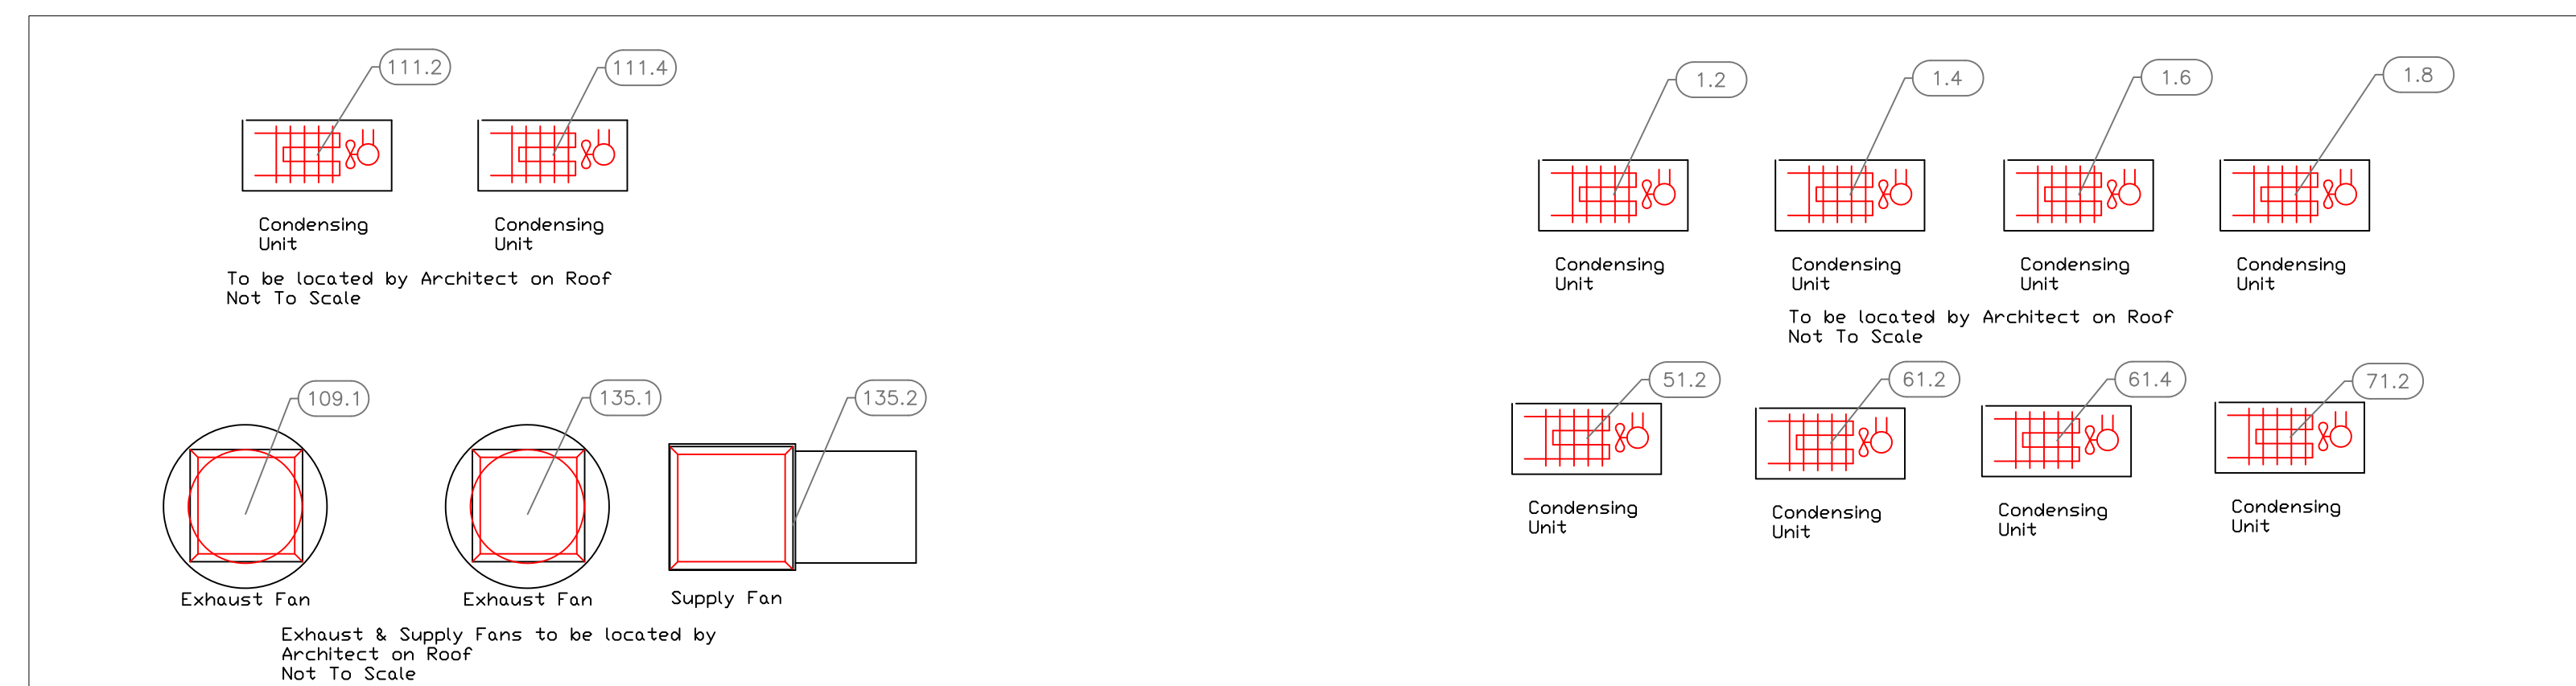 111.2
111.4
Condensing
Unit
Condensing
Unit
To be located by Architect on Roof
Not To Scale
109.1
135.1
135.2
Exhaust Fan
Exhaust Fan
Supply Fan
Exhaust & Supply Fans to be located by
Architect on Roof
Not To Scale
1.2
1.4
1.6
1.8
Condensing
Unit
Condensing
Unit
Condensing
Unit
Condensing
Unit
To be located by Architect on Roof
Not To Scale
51.2
61.2
61.4
71.2
Condensing
Unit
Condensing
Unit
Condensing
Unit
Condensing
Unit